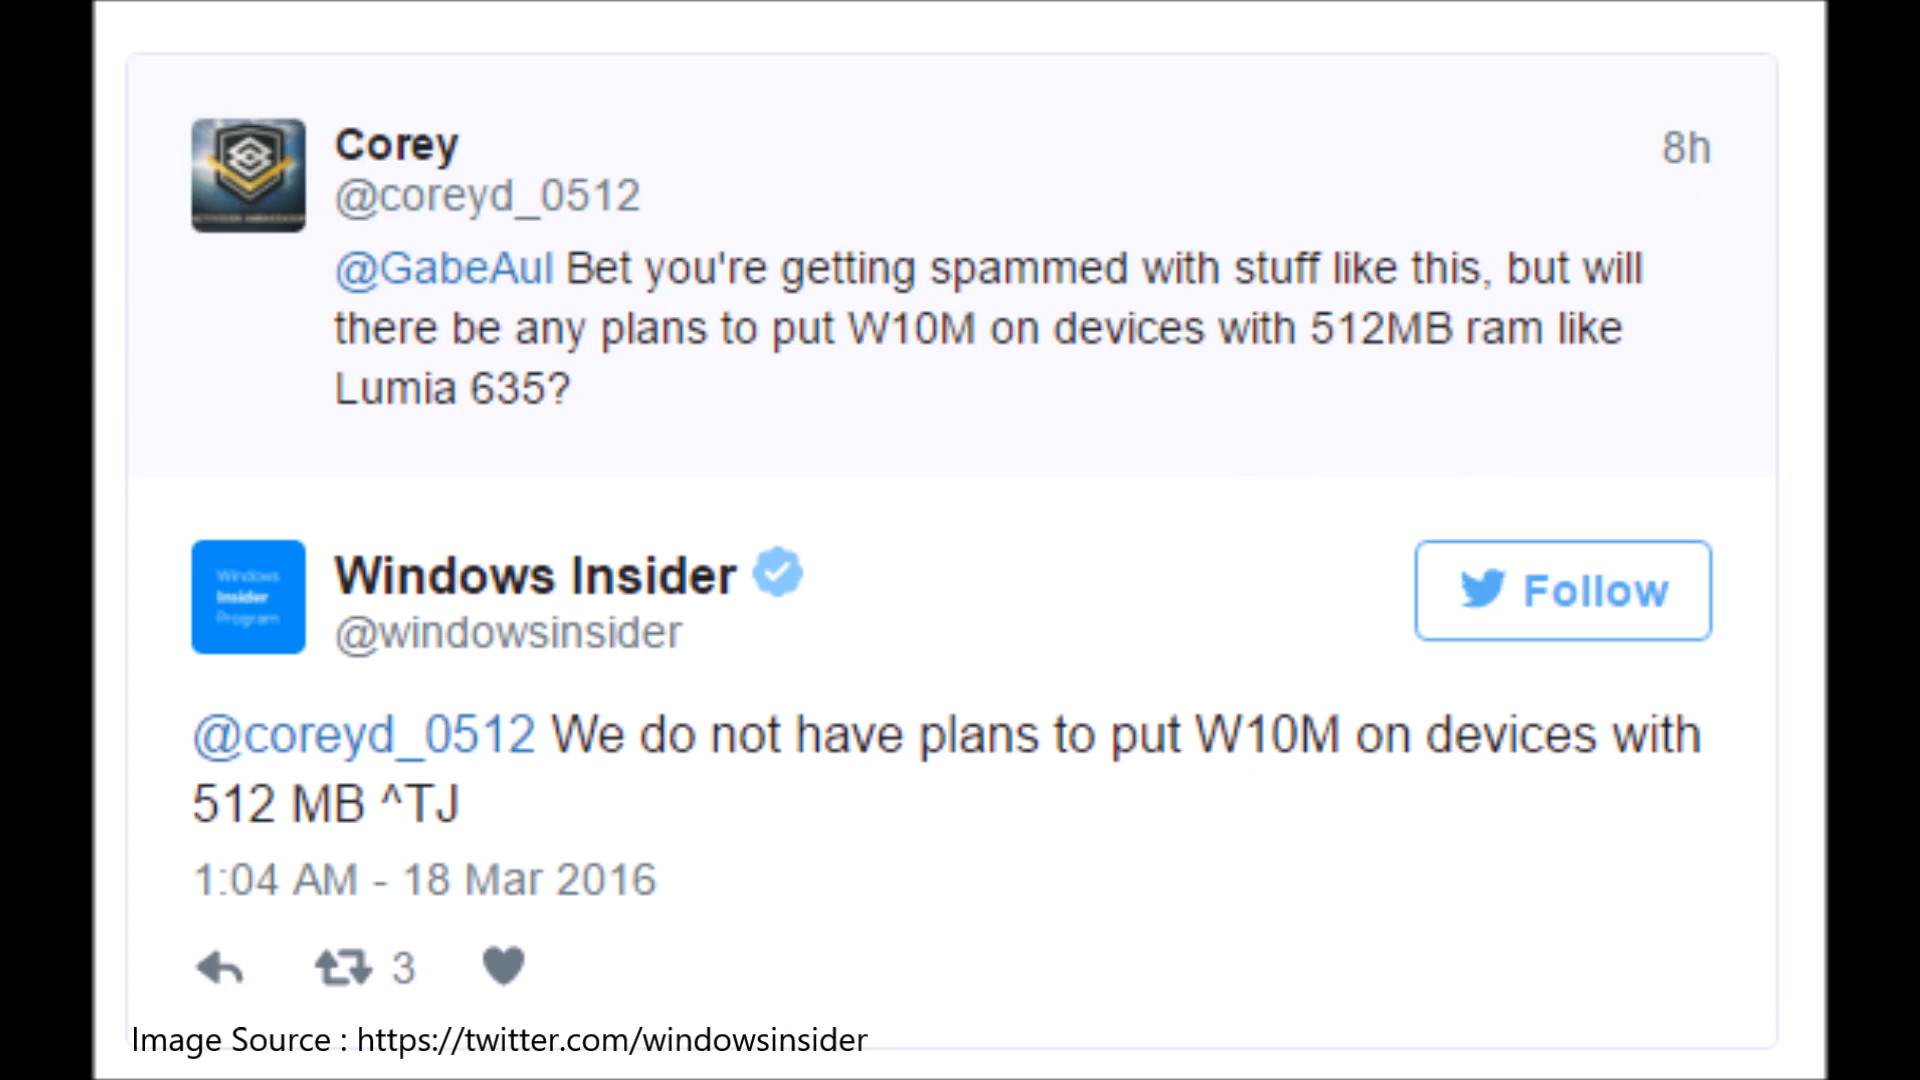 Corey
8h
@coreyd_0512
@GabeAul Bet you're getting spammed with stuff like this, but will
there be any plans to put W10M on devices with 512MB ram like
Lumia 635?
Windows
Insider
Program
Windows Insider
@windowsinsider
Follow
@coreyd_0512 We do not have plans to put W10M on devices with
512 MB ^TJ
1:04 AM - 18 Mar 2016
3
Image Source : https://twitter.com/windowsinsider